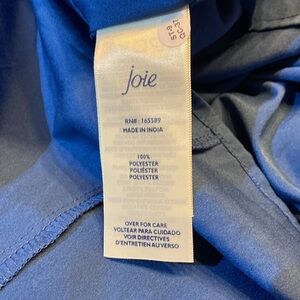 joie
RN#: 165589
MADE IN INDIA
100%
POLYESTER
POLIÉSTER
POLYESTER
OVER FOR CARE
VOLTEAR PARA CUIDADO
VOIR DIRECTIVES
D'ENTRETIEN AU VERSO